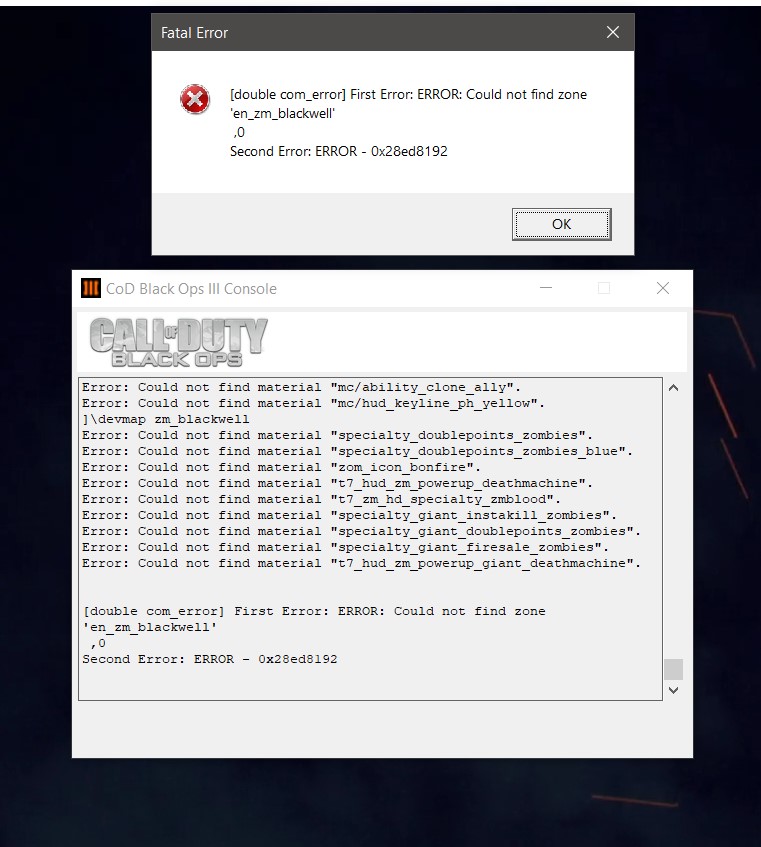 Fatal Error
[double com_error] First Error: ERROR: Could not find zone
'en_zm_blackwell'
,0
Second Error: ERROR - 0x28ed8192
OK
III CoD Black Ops III Console
CALL OF DUTY
BLACK OPS
Error: Could not find material "mc/ability_clone_ally".
Error: Could not find material "mc/hud_keyline_ph_yellow".
]\devmap zm_blackwell
Error: Could not find material "specialty_doublepoints_zombies".
Error: Could not find material "specialty_doublepoints_zombies_blue".
Error: Could not find material "zom_icon_bonfire".
Error: Could not find material "t7_hud_zm_powerup_deathmachine".
Error: Could not find material "t7_zm_hd_specialty_zmblood".
Error: Could not find material "specialty_giant_instakill_zombies".
Error: Could not find material "specialty_giant_doublepoints_zombies".
Error: Could not find material "specialty_giant_firesale_zombies".
Error: Could not find material "t7_hud_zm_powerup_giant_deathmachine".
[double com_error] First Error: ERROR: Could not find zone
'en_zm_blackwell'
,0
Second Error: ERROR - 0x28ed8192